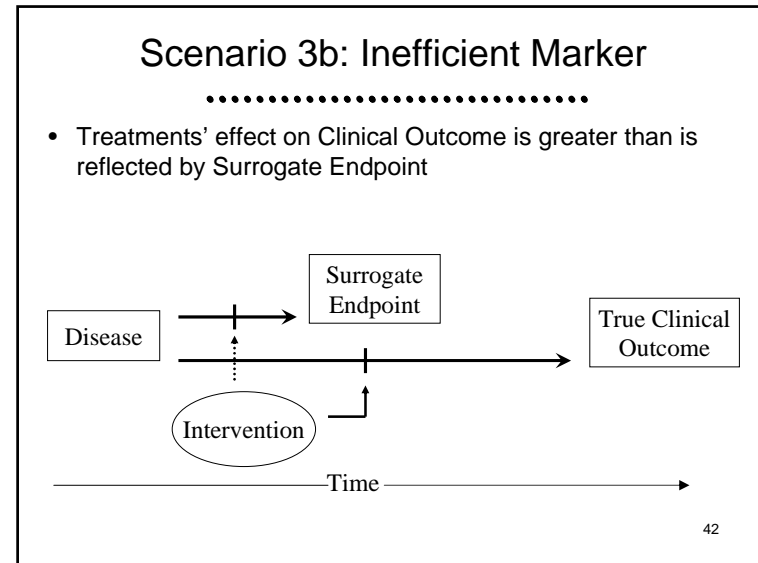 Scenario 3b: Inefficient Marker
• Treatments' effect on Clinical Outcome is greater than is
reflected by Surrogate Endpoint
Surrogate
Endpoint
Disease
True Clinical
Outcome
Intervention
Time
42